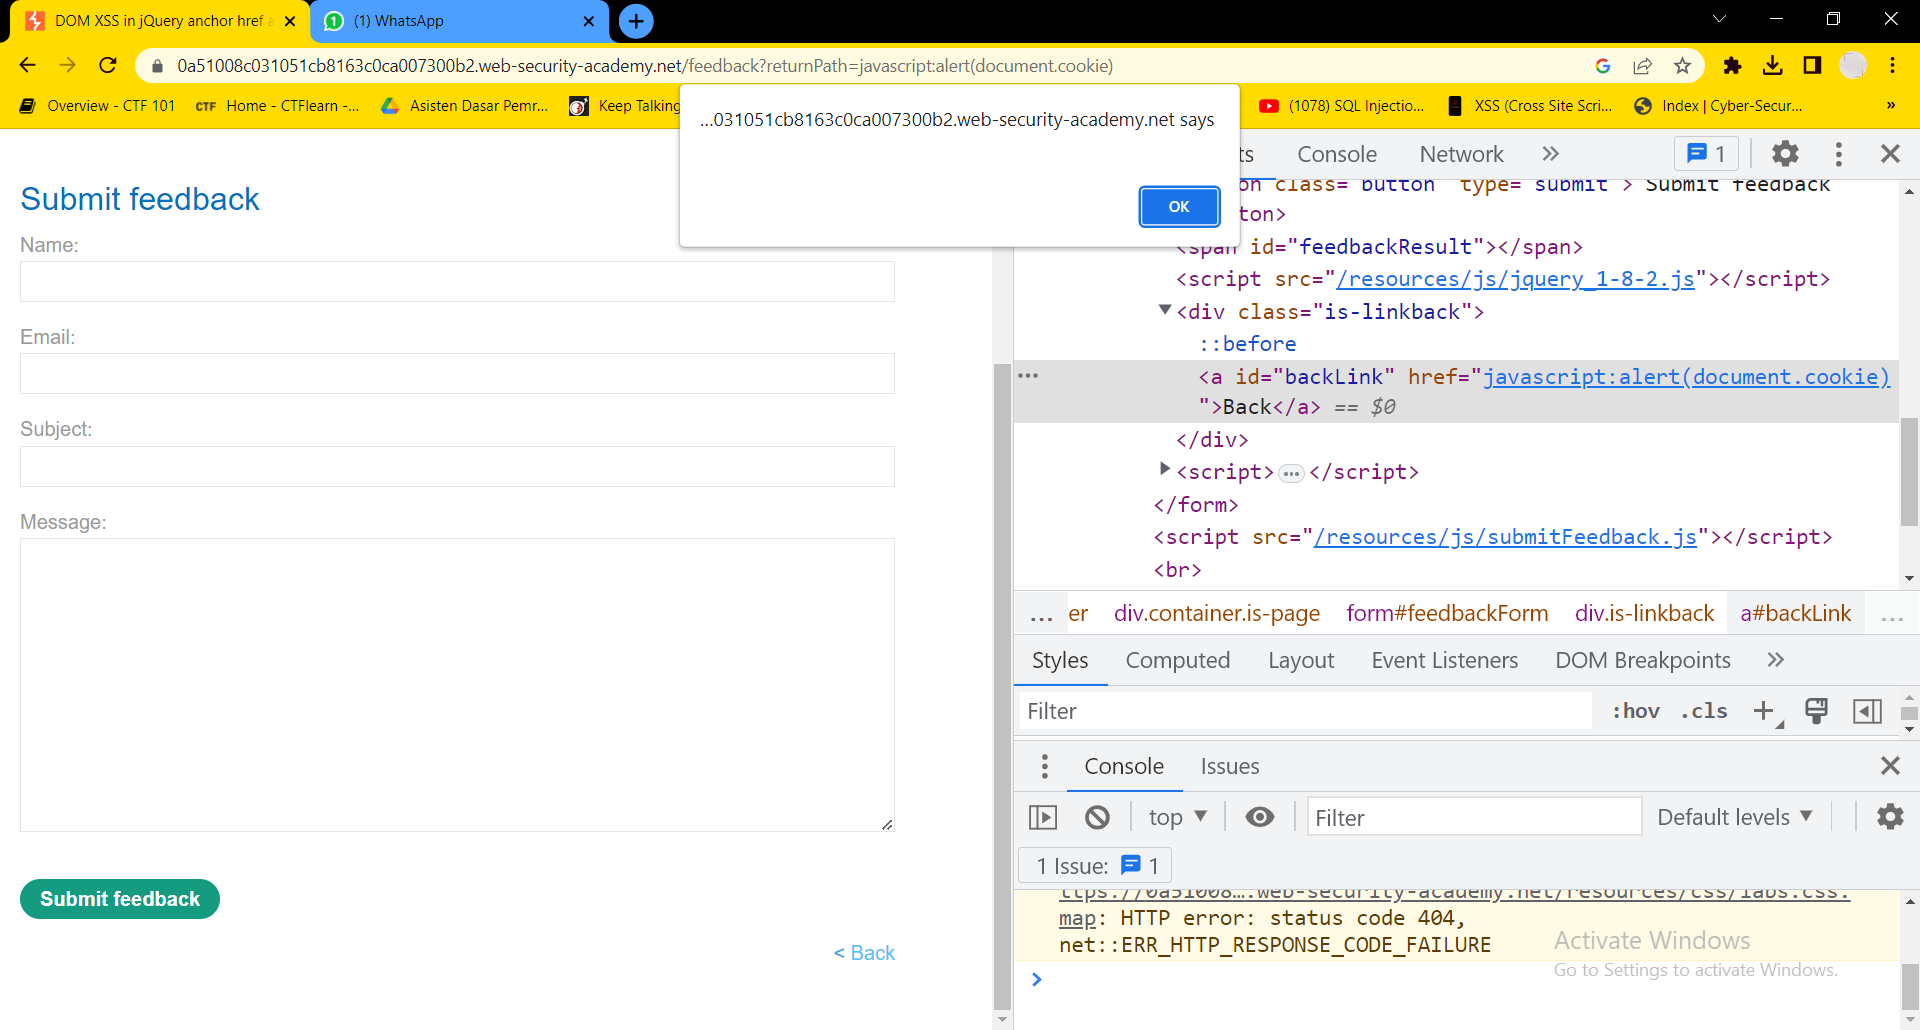 DOM XSS in jQuery anchor href a
(1) WhatsApp
0a51008c031051cb8163c0ca007300b2.web-security-academy.net/feedback?returnPath=javascript:alert(document.cookie)
Overview - CTF 101
CTF Home - CTFlearn -...
Asisten Dasar Pemr...
Keep Talking
(1078) SQL Injectio...
XSS (Cross Site Scri...
Index | Cyber-Secur...
»
...031051cb8163c0ca007300b2.web-security-academy.net says
OK
Submit feedback
Name:
Email:
Subject:
Message:
Submit feedback
< Back
ts
Console
Network
1
on class="button" type="submit"> Submit feedback
ton>
<span id="feedbackResult"></span>
<script src="/resources/js/jquery_1-8-2.js"></script>
<div class="is-linkback">
::before
<a id="backLink" href="javascript:alert(document.cookie)
">Back</a> == $0
</div>
<script>…</script>
</form>
<script src="/resources/js/submitFeedback.js"></script>
<br>
... er div.container.is-page form#feedbackForm div.is-linkback a#backLink ...
Styles Computed Layout Event Listeners DOM Breakpoints
Filter
:hov .cls
Console Issues
top
Filter
Default levels
1 Issue: 1
ttps://0a51008….web-security-academy.net/resources/css/labs.css.
map: HTTP error: status code 404,
net::ERR_HTTP_RESPONSE_CODE_FAILURE
Activate Windows
Go to Settings to activate Windows.